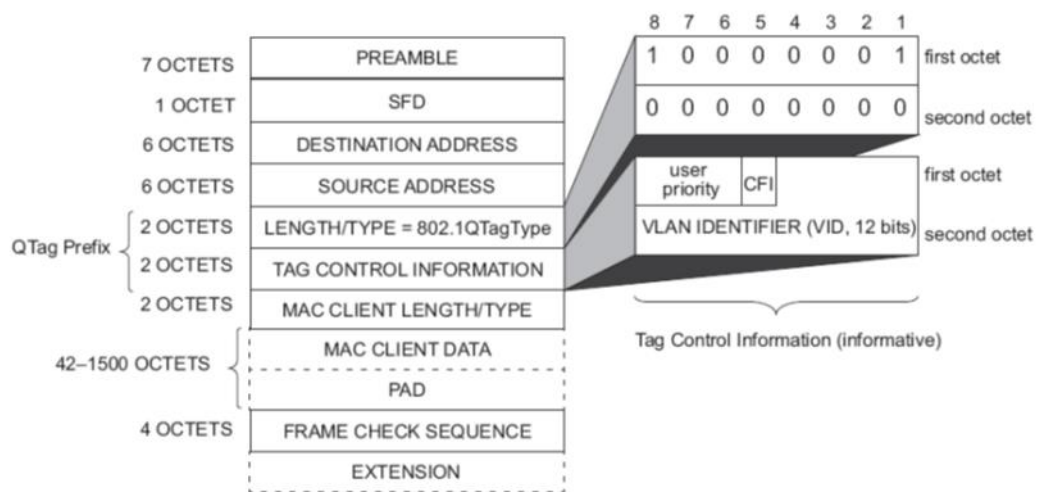 8 7 6 5 4 3 2 1
7 OCTETS PREAMBLE 1 0 0 0 0 0 0 1 first octet
1 OCTET SFD 0 0 0 0 0 0 0 0 second octet
6 OCTETS DESTINATION ADDRESS
6 OCTETS SOURCE ADDRESS user priority CFI first octet
QTag Prefix
2 OCTETS LENGTH/TYPE = 802.1QTagType VLAN IDENTIFIER (VID, 12 bits) second octet
2 OCTETS TAG CONTROL INFORMATION
2 OCTETS MAC CLIENT LENGTH/TYPE
Tag Control Information (informative)
42–1500 OCTETS MAC CLIENT DATA
PAD
4 OCTETS FRAME CHECK SEQUENCE
EXTENSION